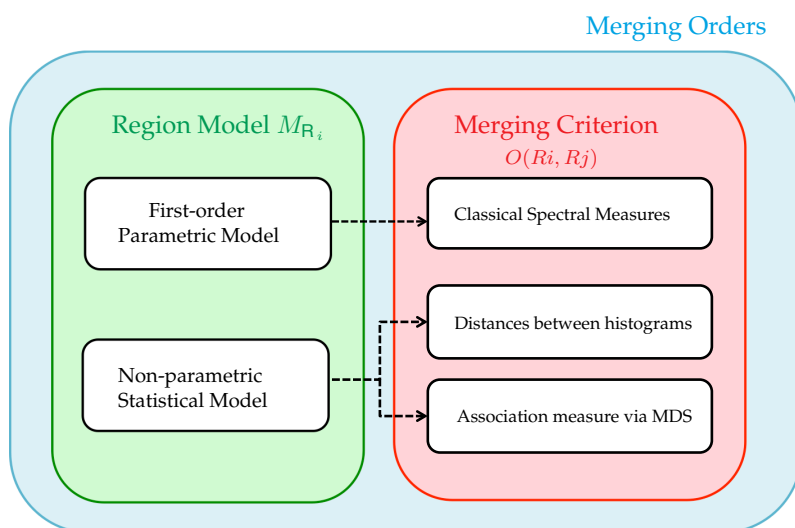 Merging Orders
Region Model M_{R_i}
Merging Criterion
O(Ri, Rj)
First-order
Parametric Model
Classical Spectral Measures
Distances between histograms
Non-parametric
Statistical Model
Association measure via MDS